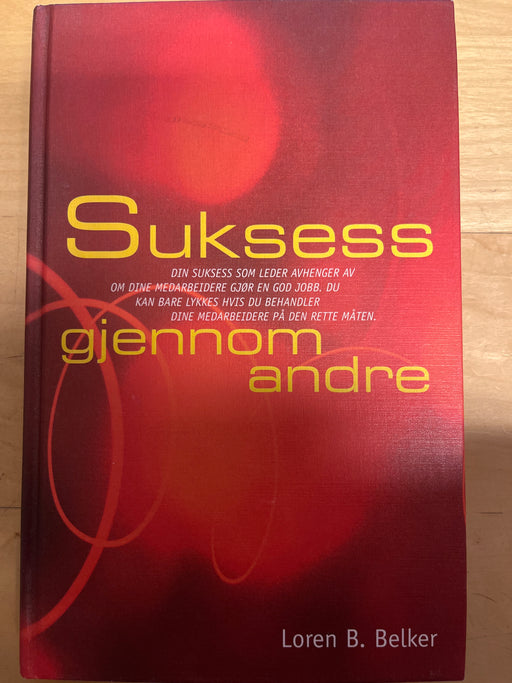 Suksess
DIN SUKSESS SOM LEDER AVHENGER AV
OM DINE MEDARBEIDERE GJØR EN GOD JOBB. DU
KAN BARE LYKKES HVIS DU BEHANDLER
DINE MEDARBEIDERE PÅ DEN RETTE MÅTEN.
gjennom
andre
Loren B. Belker